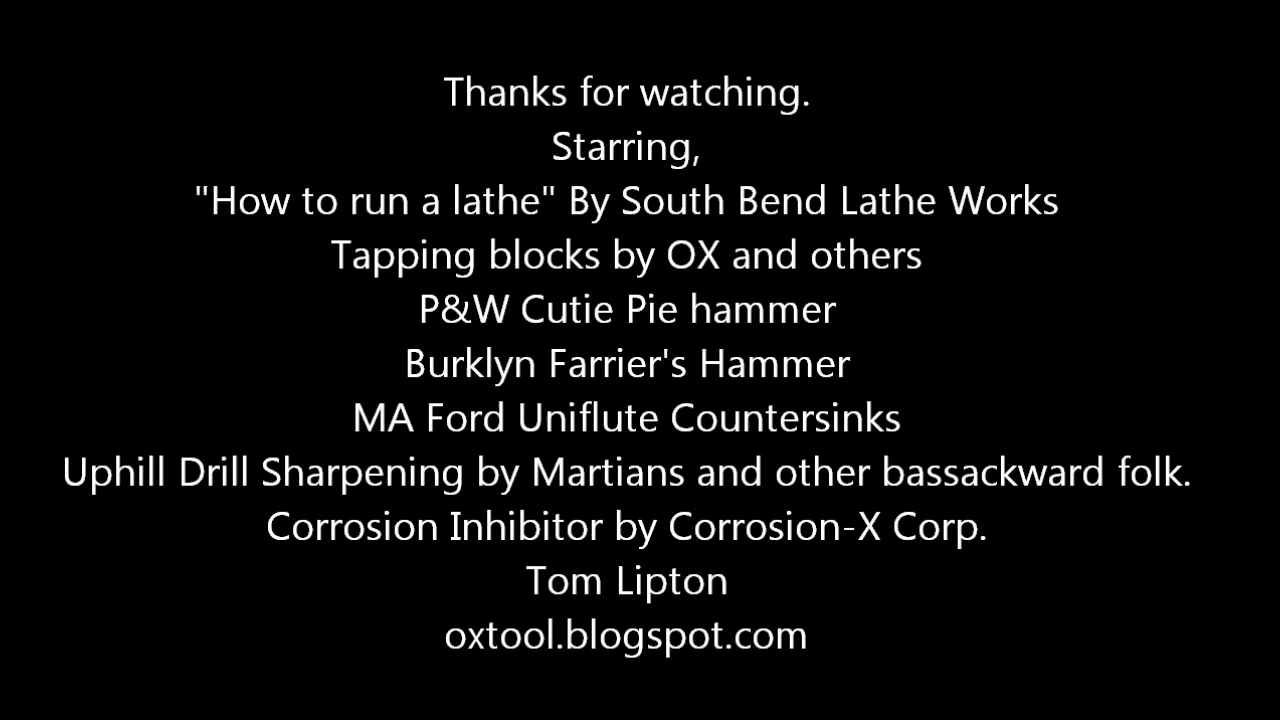 Thanks for watching.
Starring,
"How to run a lathe" By South Bend Lathe Works
Tapping blocks by OX and others
P&W Cutie Pie hammer
Burklyn Farrier's Hammer
MA Ford Uniflute Countersinks
Uphill Drill Sharpening by Martians and other bassackward folk.
Corrosion Inhibitor by Corrosion-X Corp.
Tom Lipton
oxtool.blogspot.com